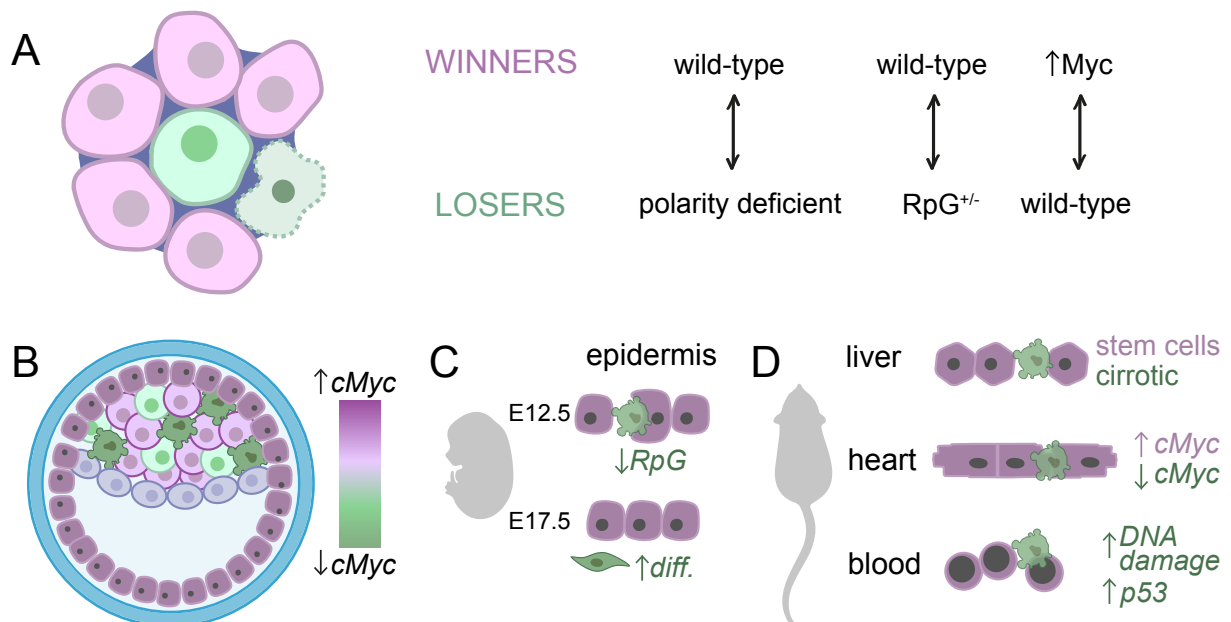 A
WINNERS
wild-type
wild-type
↑Myc
LOSERS
polarity deficient
RpG+/-
wild-type
B
↑cMyc
↓cMyc
C
epidermis
E12.5
↓RpG
E17.5
↑diff.
D
liver
stem cells
cirrotic
heart
↑ cMyc
↓ cMyc
blood
↑DNA
damage
↑ p53